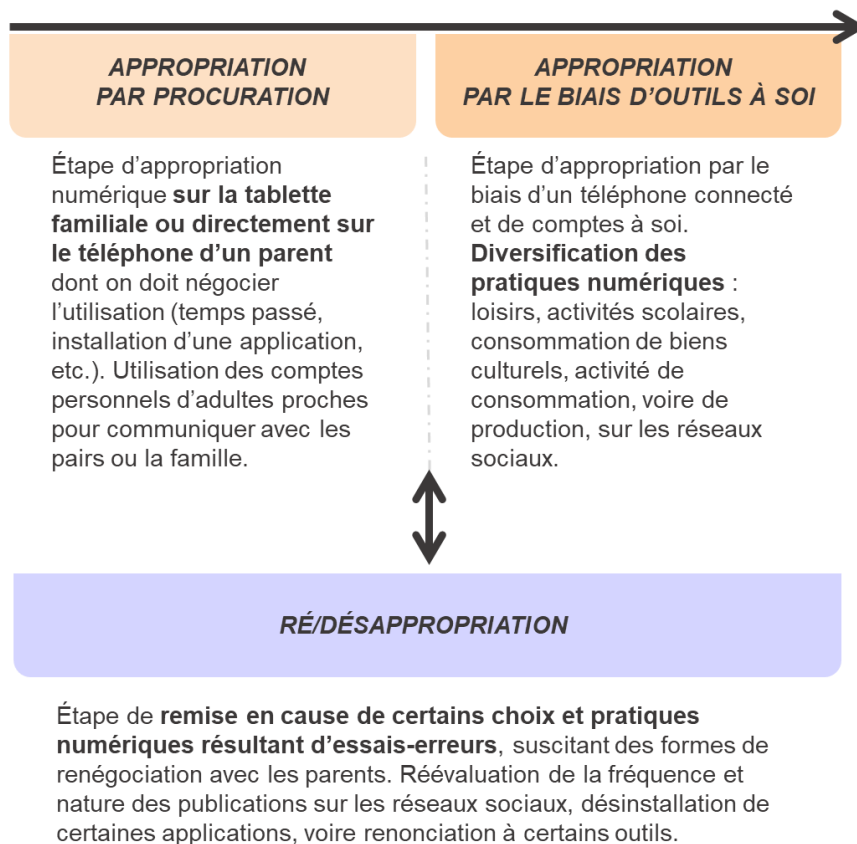 APPROPRIATION
PAR PROCURATION
Étape d’appropriation
numérique sur la tablette
familiale ou directement sur
le téléphone d’un parent
dont on doit négocier
l’utilisation (temps passé,
installation d’une application,
etc.). Utilisation des comptes
personnels d’adultes proches
pour communiquer avec les
pairs ou la famille.
APPROPRIATION
PAR LE BIAIS D’OUTILS À SOI
Étape d’appropriation par le
biais d’un téléphone connecté
et de comptes à soi.
Diversification des
pratiques numériques :
loisirs, activités scolaires,
consommation de biens
culturels, activité de
consommation, voire de
production, sur les réseaux
sociaux.
RÉ/DÉSAPPROPRIATION
Étape de remise en cause de certains choix et pratiques
numériques résultant d’essais-erreurs, suscitant des formes de
renégociation avec les parents. Réévaluation de la fréquence et
nature des publications sur les réseaux sociaux, désinstallation de
certaines applications, voire renonciation à certains outils.